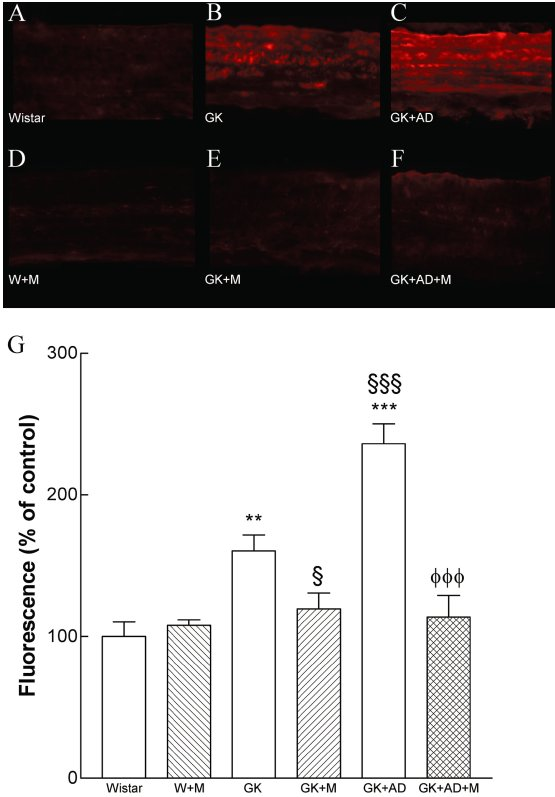 A B C
Wistar GK GK+AD
D E F
W+M GK+M GK+AD+M
G
Fluorescence (% of control)
300
200
100
0
**
§
§§§
***
ϕϕϕ
Wistar W+M GK GK+M GK+AD GK+AD+M